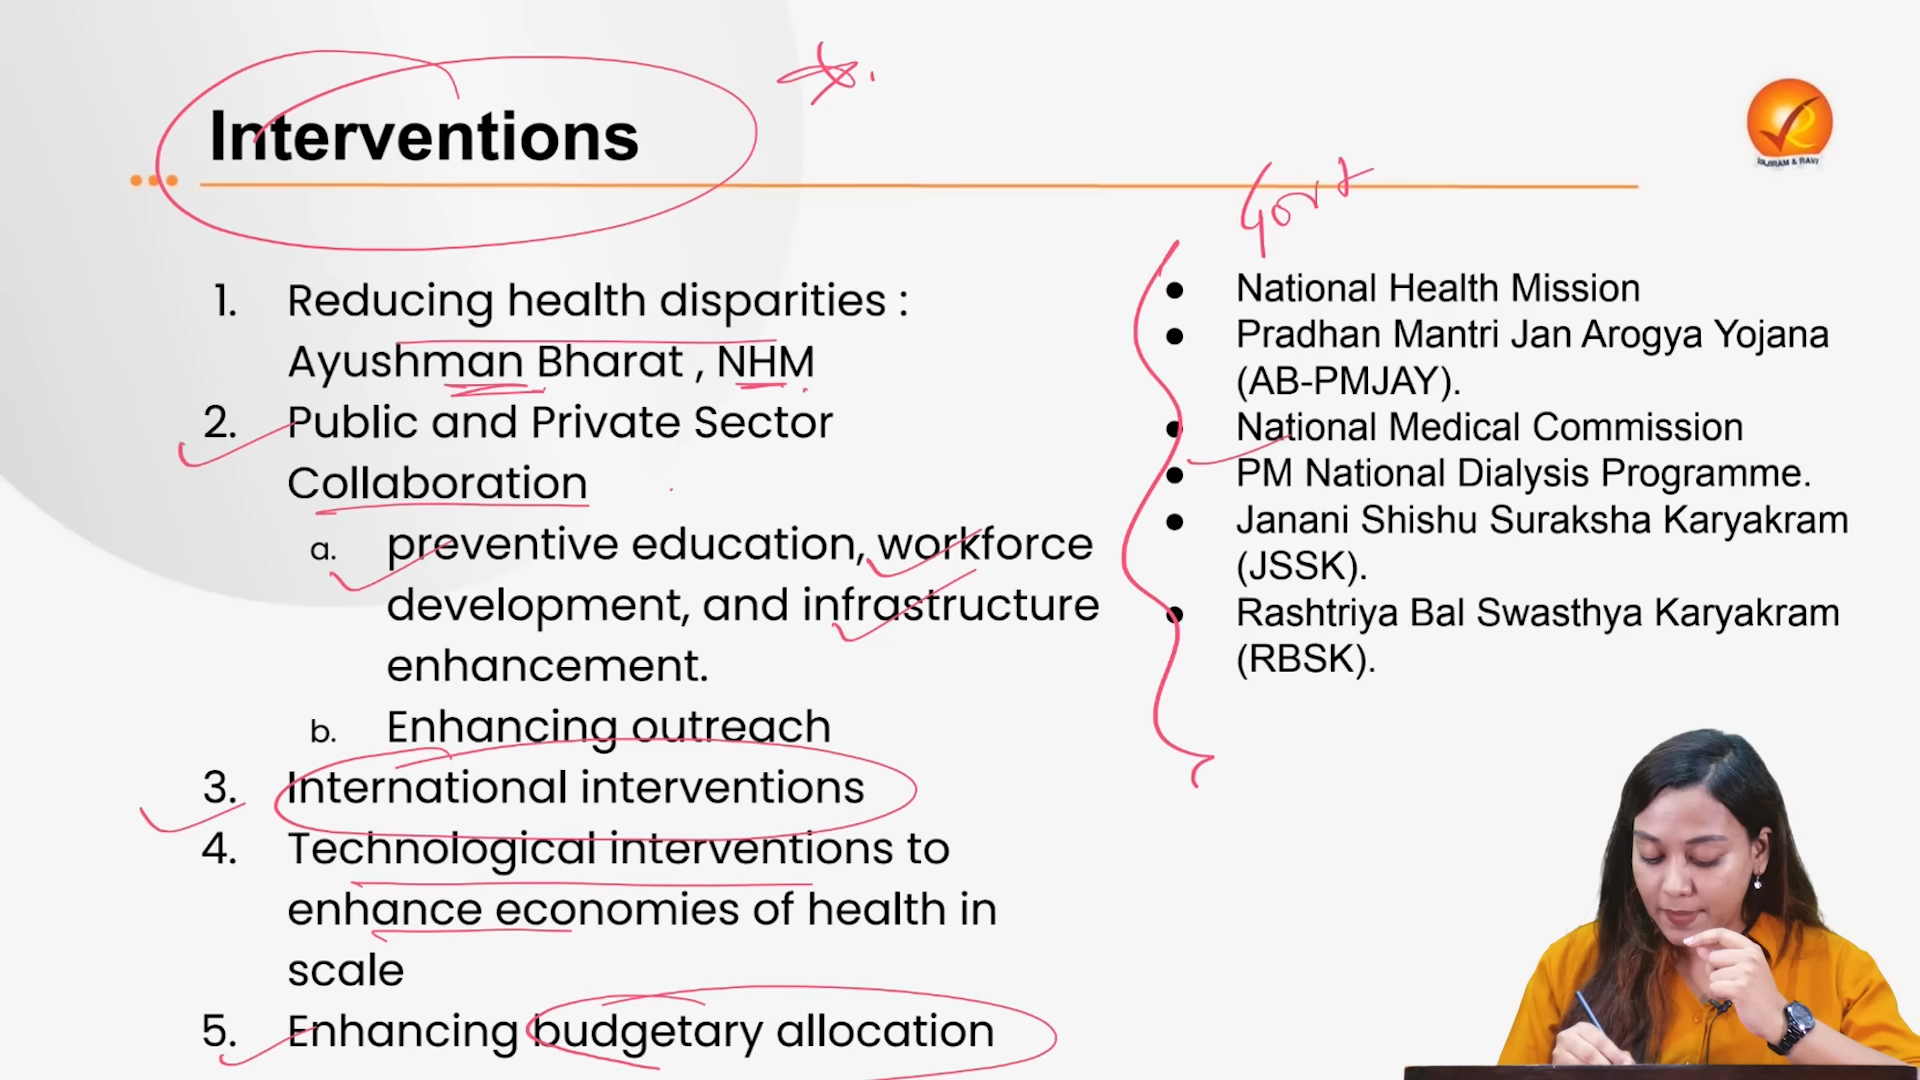 Interventions
VAJIRAM & RAVI
Govt
1. Reducing health disparities :
Ayushman Bharat , NHM
2. Public and Private Sector
Collaboration
a. preventive education, workforce
development, and infrastructure
enhancement.
b. Enhancing outreach
3. International interventions
4. Technological interventions to
enhance economies of health in
scale
5. Enhancing budgetary allocation
● National Health Mission
● Pradhan Mantri Jan Arogya Yojana
(AB-PMJAY).
● National Medical Commission
● PM National Dialysis Programme.
● Janani Shishu Suraksha Karyakram
(JSSK).
● Rashtriya Bal Swasthya Karyakram
(RBSK).